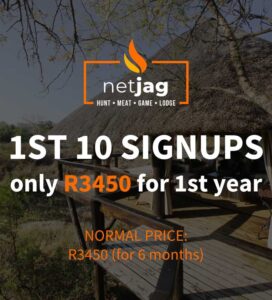 netjag
HUNT • MEAT • GAME • LODGE
1ST 10 SIGNUPS
only R3450 for 1st year
NORMAL PRICE:
R3450 (for 6 months)